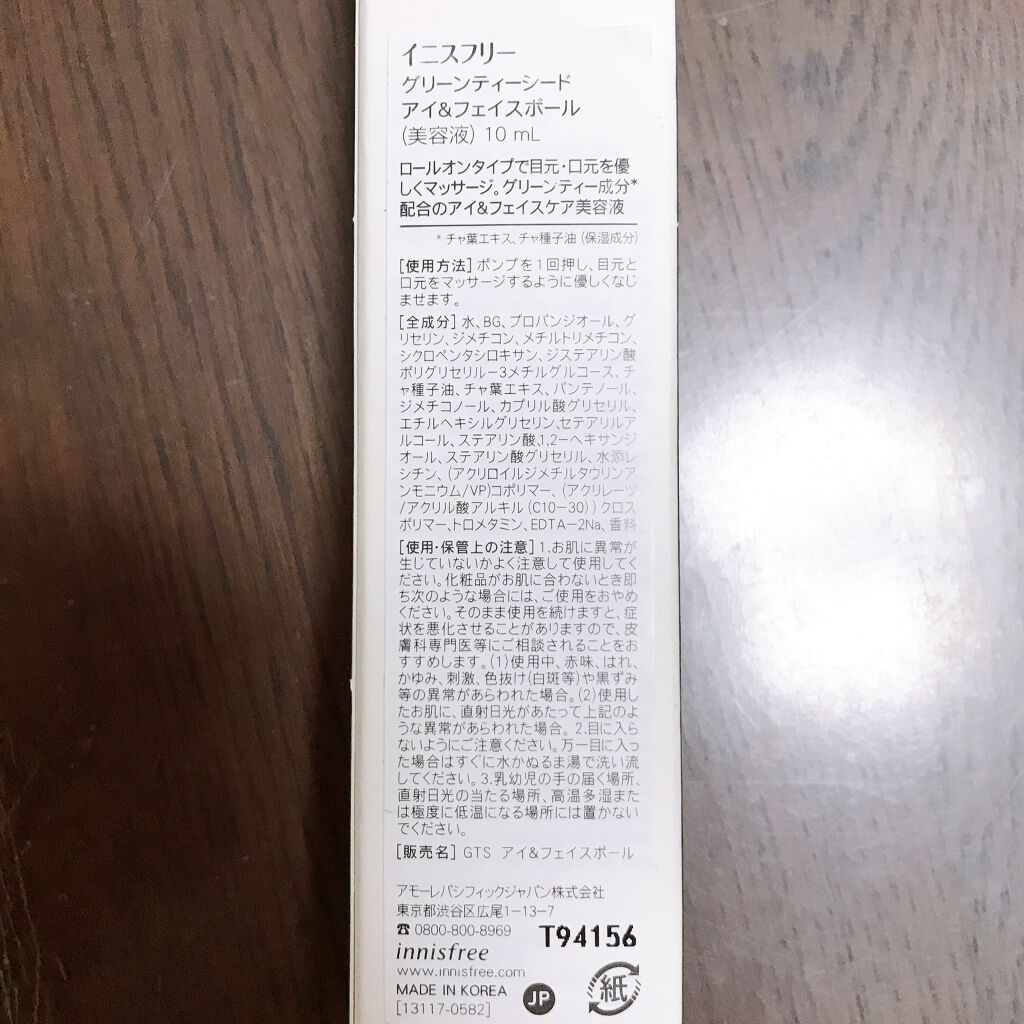 イニスフリー
グリーンティーシード
アイ&フェイスボール
(美容液) 10 mL
ロールオンタイプで目元・口元を優
しくマッサージ。グリーンティー成分*
配合のアイ&フェイスケア美容液
* チャ葉エキス、チャ種子油 (保湿成分)
[使用方法] ポンプを1回押し、目元と
口元をマッサージするように優しくなじ
ませます。
[全成分] 水、BG、プロパンジオール、グ
リセリン、ジメチコン、メチルトリメチコン、
シクロペンタシロキサン、ジステアリン酸
ポリグリセリル−3メチルグルコース、チ
ャ種子油、チャ葉エキス、パンテノール、
ジメチコノール、カプリル酸グリセリル、
エチルヘキシルグリセリン、セテアリルア
ルコール、ステアリン酸、1,2−ヘキサンジ
オール、ステアリン酸グリセリル、水添レ
シチン、(アクリロイルジメチルタウリンア
ンモニウム/VP)コポリマー、(アクリレーツ
/アクリル酸アルキル(C10−30))クロス
ポリマー、トロメタミン、EDTA−2Na、香料
[使用・保管上の注意] 1.お肌に異常が
生じていないかよく注意して使用してく
ださい。化粧品がお肌に合わないとき即
ち次のような場合には、ご使用をおやめ
ください。そのまま使用を続けますと、症
状を悪化させることがありますので、皮
膚科専門医等にご相談されることをお
すすめします。(1)使用中、赤味、はれ、
かゆみ、刺激、色抜け(白斑等)や黒ずみ
等の異常があらわれた場合。(2)使用し
たお肌に、直射日光があたって上記のよ
うな異常があらわれた場合。2.目に入ら
ないようにご注意ください。万一目に入っ
た場合はすぐに水かぬるま湯で洗い流
してください。3.乳幼児の手の届く場所、
直射日光の当たる場所、高温多湿また
は極度に低温になる場所には置かない
でください。
[販売名] GTS アイ&フェイスボール
アモーレパシフィックジャパン株式会社
東京都渋谷区広尾1−13−7
☎ 0800-800-8969
T94156
innisfree
www.innisfree.com
MADE IN KOREA
[13117-0582]
JP
紙